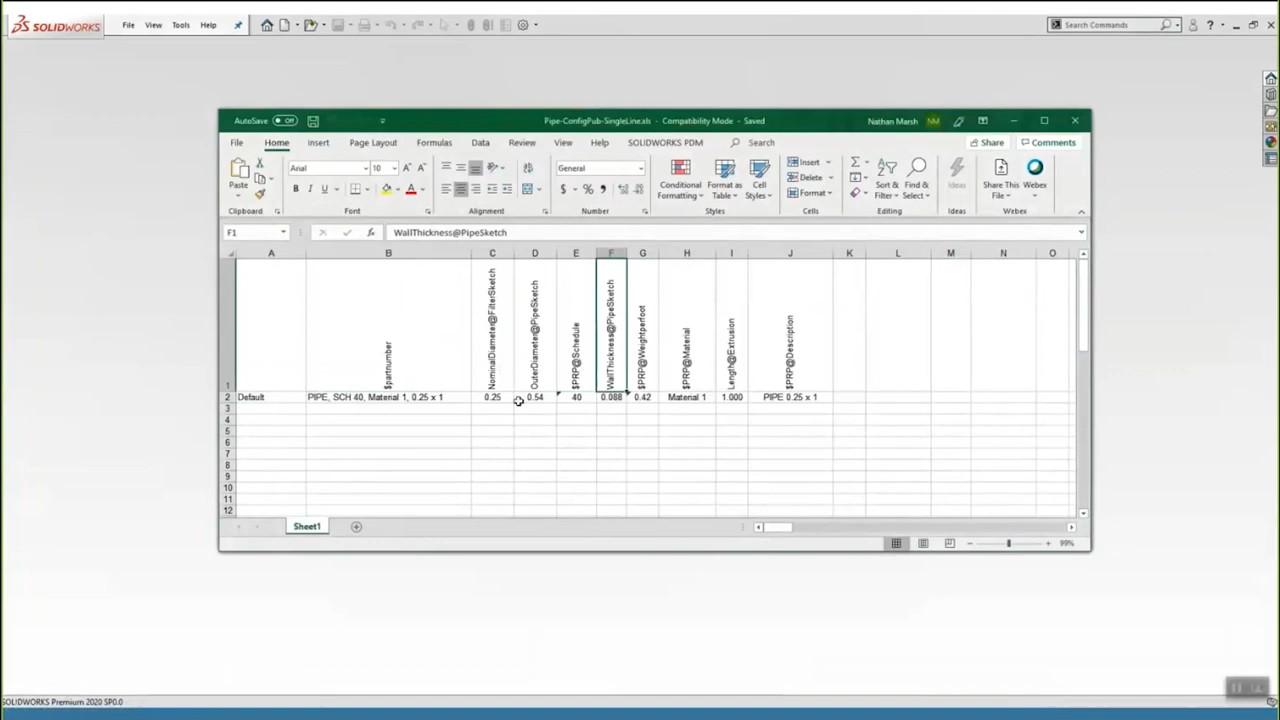 SOLIDWORKS File View Tools Help Search Commands ?
AutoSave Off Pipe-ConfigPub-SingleLine.xls - Compatibility Mode - Saved Nathan Marsh NM
File Home Insert Page Layout Formulas Data Review View Help SOLIDWORKS PDM Search Share Comments
Paste Arial 10 General Conditional Formatting Format as Table Cell Styles Insert Delete Format Sort & Filter Find & Select Ideas Share This File Webex
Clipboard Font Alignment Number Styles Cells Editing Ideas Webex
F1 fx WallThickness@PipeSketch
A B C D E F G H I J K L M N O
1 $partnumber NominalDiameter@FilterSketch OuterDiameter@PipeSketch $PRP@Schedule WallThickness@PipeSketch $PRP@Weightperfoot $PRP@Material Length@Extrusion $PRP@Description
2 Default PIPE, SCH 40, Material 1, 0.25 x 1 0.25 0.54 40 0.088 0.42 Material 1 1.000 PIPE 0.25 x 1
3
4
5
6
7
8
9
10
11
12
Sheet1
99%
SOLIDWORKS Premium 2020 SP0.0